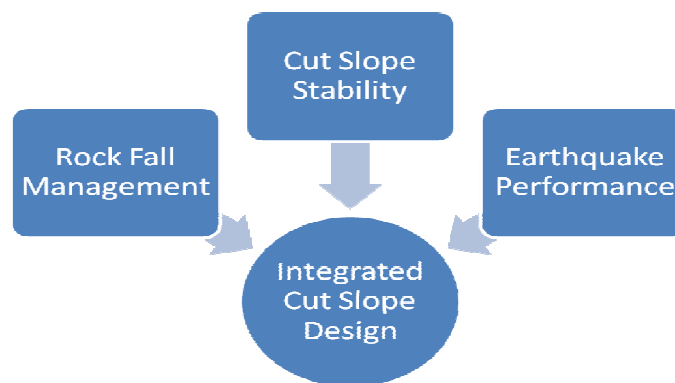 Cut Slope
Stability
Rock Fall
Management
Earthquake
Performance
Integrated
Cut Slope
Design